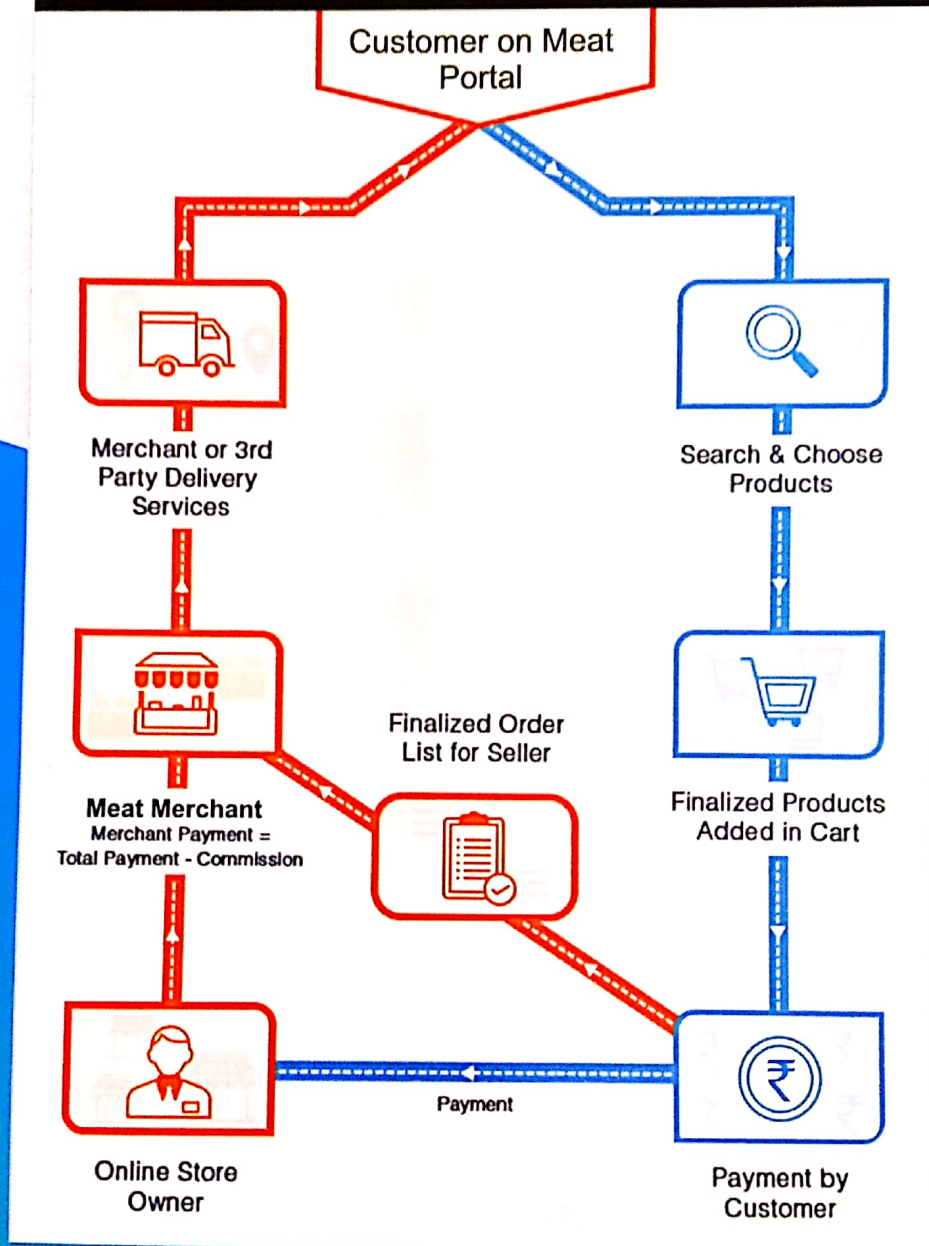 Customer on Meat
Portal
Merchant or 3rd
Party Delivery
Services
Search & Choose
Products
Finalized Order
List for Seller
Meat Merchant
Merchant Payment =
Total Payment - Commission
Finalized Products
Added in Cart
₹
Payment
Online Store
Owner
Payment by
Customer